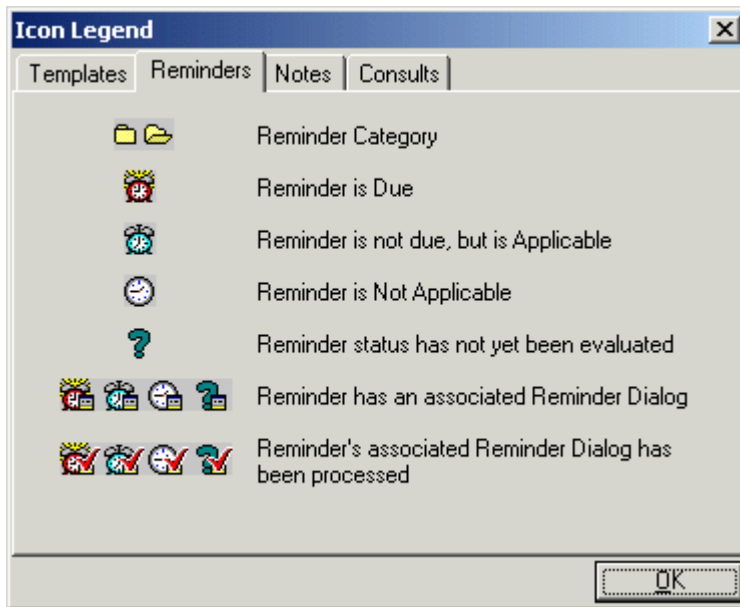 Icon Legend
Templates Reminders Notes Consults
Reminder Category
Reminder is Due
Reminder is not due, but is Applicable
Reminder is Not Applicable
Reminder status has not yet been evaluated
Reminder has an associated Reminder Dialog
Reminder's associated Reminder Dialog has
been processed
OK